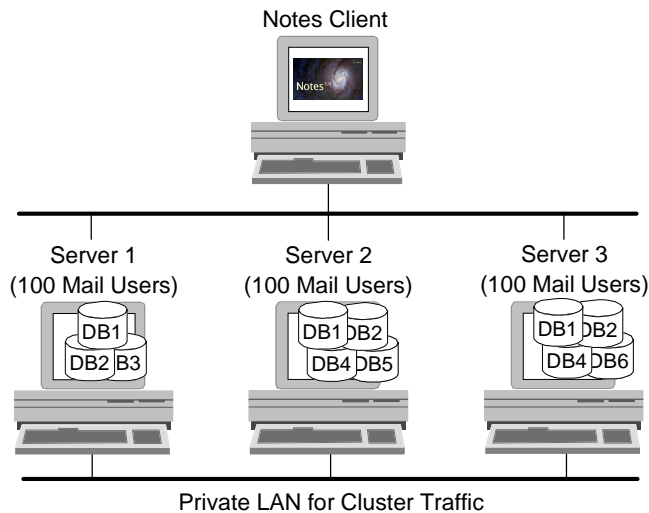 Notes Client
Notes
Server 1
(100 Mail Users)
Server 2
(100 Mail Users)
Server 3
(100 Mail Users)
DB1
DB2 B3
DB1 DB2
DB4 DB5
DB1 DB2
DB4 DB6
Private LAN for Cluster Traffic